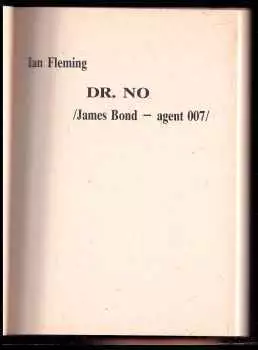 Ian Fleming
DR. NO
/James Bond — agent 007/